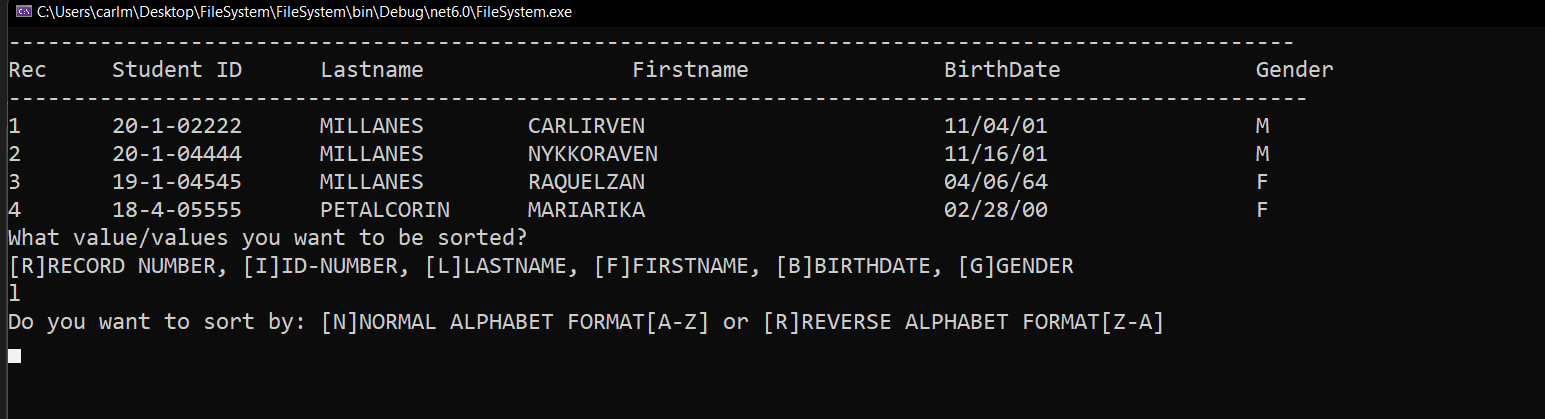 C:\Users\carlm\Desktop\FileSystem\FileSystem\bin\Debug\net6.0\FileSystem.exe
---------------------------------------------------------------------------------------------------
Rec     Student ID      Lastname                Firstname               BirthDate               Gender
----------------------------------------------------------------------------------------------------
1       20-1-02222      MILLANES        CARLIRVEN                       11/04/01                M
2       20-1-04444      MILLANES        NYKKORAVEN                      11/16/01                M
3       19-1-04545      MILLANES        RAQUELZAN                       04/06/64                F
4       18-4-05555      PETALCORIN      MARIARIKA                       02/28/00                F
What value/values you want to be sorted?
[R]RECORD NUMBER, [I]ID-NUMBER, [L]LASTNAME, [F]FIRSTNAME, [B]BIRTHDATE, [G]GENDER
l
Do you want to sort by: [N]NORMAL ALPHABET FORMAT[A-Z] or [R]REVERSE ALPHABET FORMAT[Z-A]